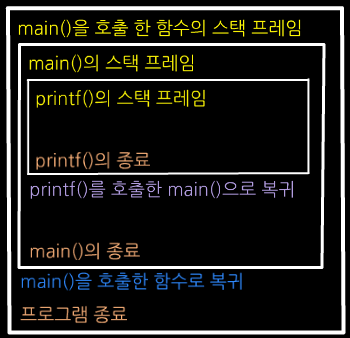 main()을 호출 한 함수의 스택 프레임
main()의 스택 프레임
printf()의 스택 프레임
printf()의 종료
printf()를 호출한 main()으로 복귀
main()의 종료
main()을 호출한 함수로 복귀
프로그램 종료